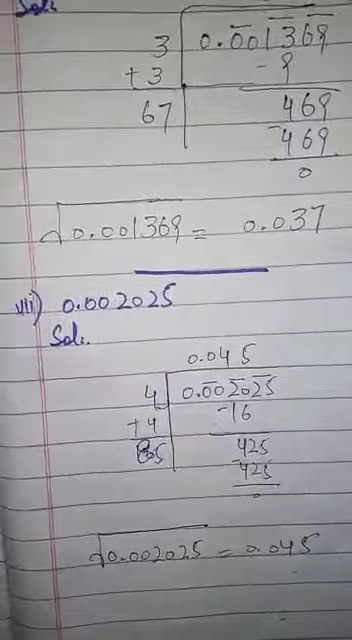 Sol:
3 0.001369
+3 -9
67 469
-469
0
√0.001369 = 0.037
vii) 0.002025
Sol:
0.045
4 0.002025
+4 -16
85 425
-425
0
√0.002025 = 0.045